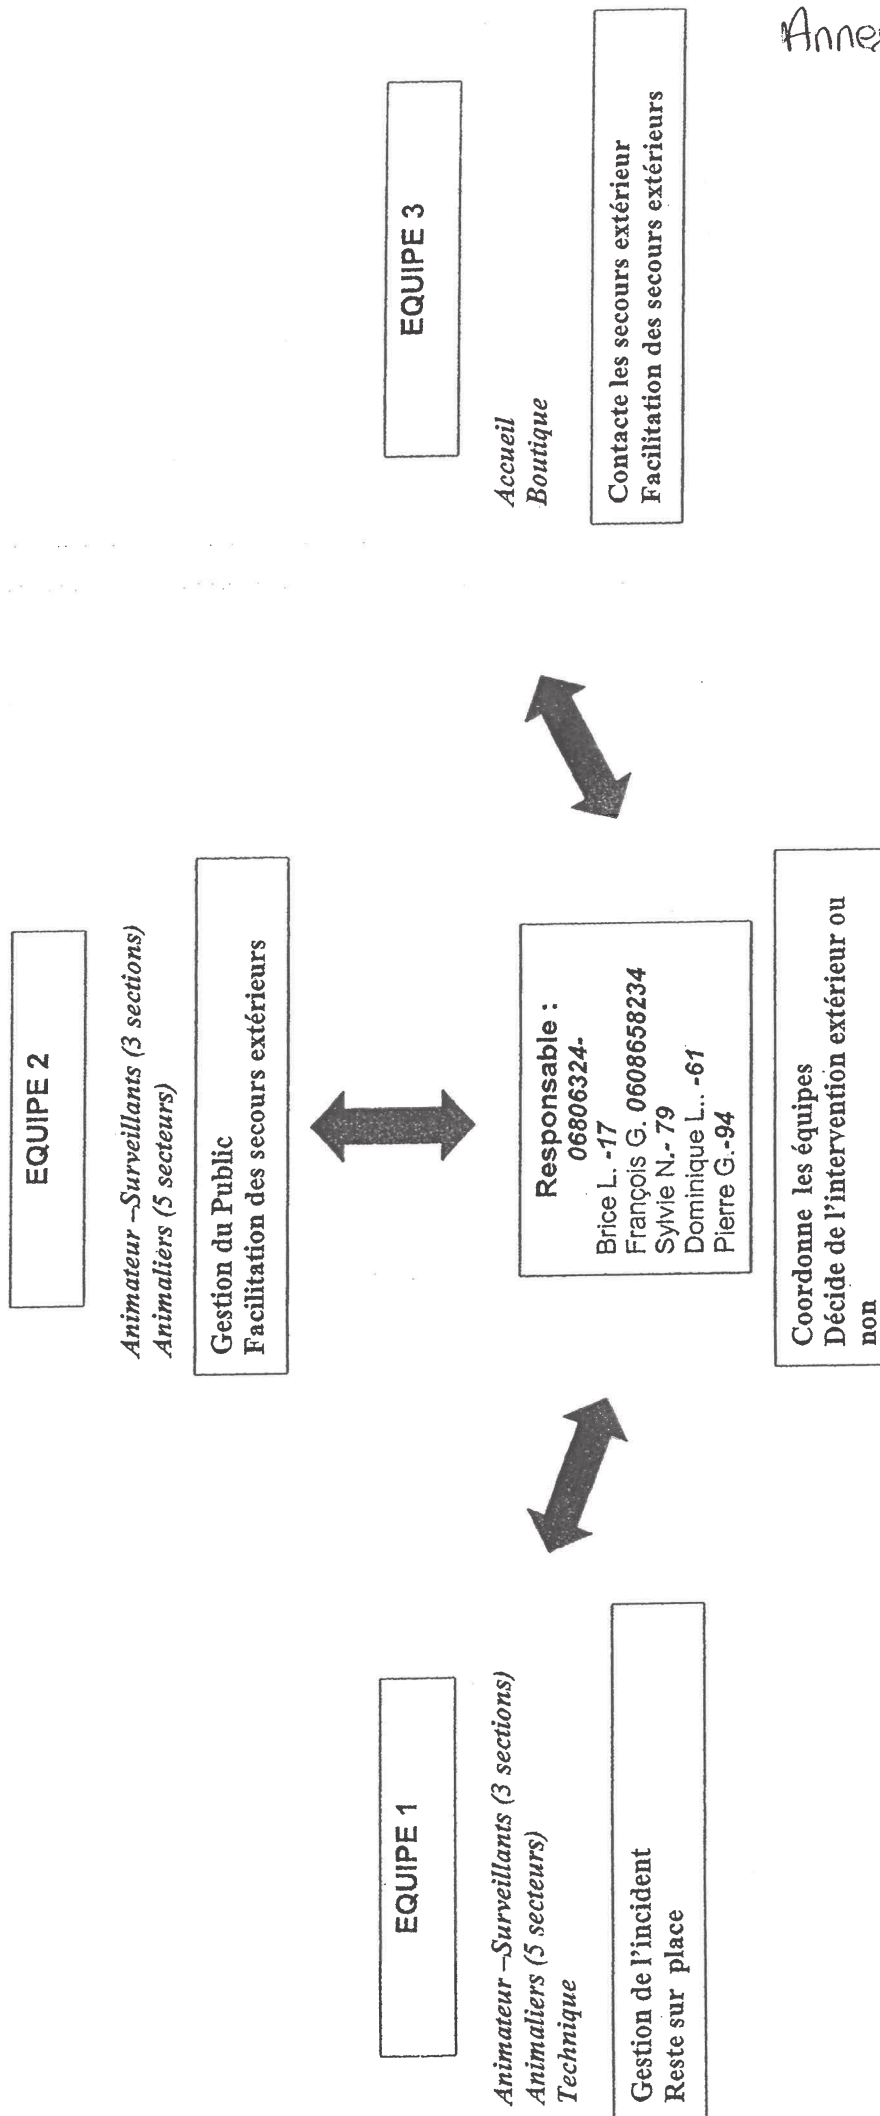 EQUIPE 2
Animateur –Surveillants (3 sections)
Animaliers (5 secteurs)
Gestion du Public
Facilitation des secours extérieurs
EQUIPE 1
Animateur –Surveillants (3 sections)
Animaliers (5 secteurs)
Technique
Gestion de l'incident
Reste sur place
Responsable :
06806324-
Brice L. -17
François G. 0608658234
Sylvie N.- 79
Dominique L.. -61
Pierre G.-94
Coordonne les équipes
Décide de l'intervention extérieur ou
non
EQUIPE 3
Accueil
Boutique
Contacte les secours extérieur
Facilitation des secours extérieurs